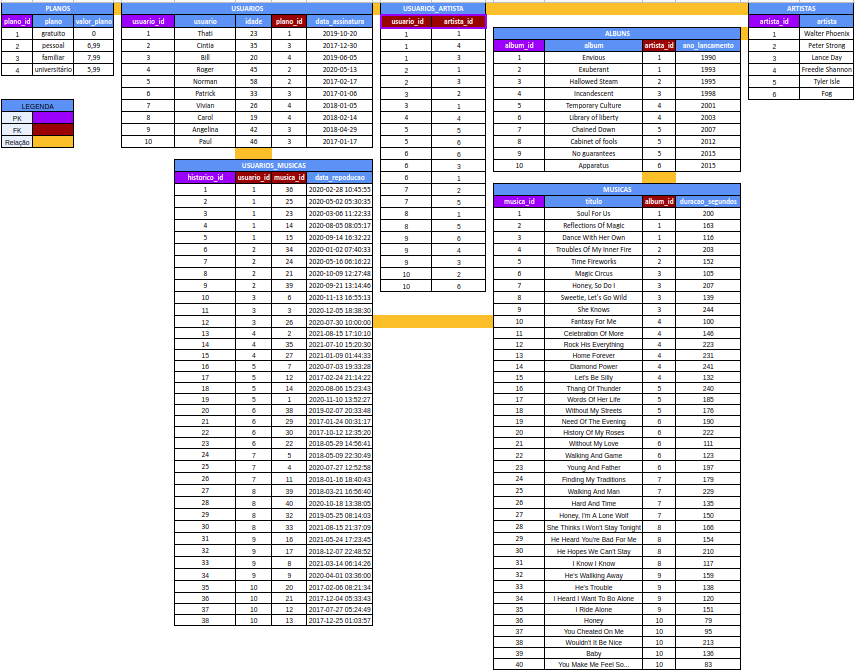 PLANOS
plano_id plano valor_plano
1 gratuito 0
2 pessoal 6,99
3 familiar 7,99
4 universitário 5,99
LEGENDA
PK
FK
Relação
USUARIOS
usuario_id usuario idade plano_id data_assinatura
1 Thati 23 1 2019-10-20
2 Cintia 35 3 2017-12-30
3 Bill 20 4 2019-06-05
4 Roger 45 2 2020-05-13
5 Norman 58 2 2017-02-17
6 Patrick 33 3 2017-01-06
7 Vivian 26 4 2018-01-05
8 Carol 19 4 2018-02-14
9 Angelina 42 3 2018-04-29
10 Paul 46 3 2017-01-17
USUARIOS_MUSICAS
historico_id usuario_id musica_id data_repoducao
1 1 36 2020-02-28 10:45:55
2 1 25 2020-05-02 05:30:35
3 1 23 2020-03-06 11:22:33
4 1 14 2020-08-05 08:05:17
5 1 15 2020-09-14 16:32:22
6 2 34 2020-01-02 07:40:33
7 2 24 2020-05-16 06:16:22
8 2 21 2020-10-09 12:27:48
9 2 39 2020-09-21 13:14:46
10 3 6 2020-11-13 16:55:13
11 3 3 2020-12-05 18:38:30
12 3 26 2020-07-30 10:00:00
13 4 2 2021-08-15 17:10:10
14 4 35 2021-07-10 15:20:30
15 4 27 2021-01-09 01:44:33
16 5 7 2020-07-03 19:33:28
17 5 12 2017-02-24 21:14:22
18 5 14 2020-08-06 15:23:43
19 5 1 2020-11-10 13:52:27
20 6 38 2019-02-07 20:33:48
21 6 29 2017-01-24 00:31:17
22 6 30 2017-10-12 12:35:20
23 6 22 2018-05-29 14:56:41
24 7 5 2018-05-09 22:30:49
25 7 4 2020-07-27 12:52:58
26 7 11 2018-01-16 18:40:43
27 8 39 2018-03-21 16:56:40
28 8 40 2020-10-18 13:38:05
29 8 32 2019-05-25 08:14:03
30 8 33 2021-08-15 21:37:09
31 9 16 2021-05-24 17:23:45
32 9 17 2018-12-07 22:48:52
33 9 8 2021-03-14 06:14:26
34 9 9 2020-04-01 03:36:00
35 10 20 2017-02-06 08:21:34
36 10 21 2017-12-04 05:33:43
37 10 12 2017-07-27 05:24:49
38 10 13 2017-12-25 01:03:57
USUARIOS_ARTISTA
usuario_id artista_id
1 1
1 4
1 3
2 1
2 3
3 2
3 1
4 4
5 5
5 6
6 6
6 3
6 1
7 2
7 5
8 1
8 5
9 6
9 4
9 3
10 2
10 6
ALBUNS
album_id album artista_id ano_lancamento
1 Envious 1 1990
2 Exuberant 1 1993
3 Hallowed Steam 2 1995
4 Incandescent 3 1998
5 Temporary Culture 4 2001
6 Library of liberty 4 2003
7 Chained Down 5 2007
8 Cabinet of fools 5 2012
9 No guarantees 5 2015
10 Apparatus 6 2015
MUSICAS
musica_id titulo album_id duracao_segundos
1 Soul For Us 1 200
2 Reflections Of Magic 1 163
3 Dance With Her Own 1 116
4 Troubles Of My Inner Fire 2 203
5 Time Fireworks 2 152
6 Magic Circus 3 105
7 Honey, So Do I 3 207
8 Sweetie, Let's Go Wild 3 139
9 She Knows 3 244
10 Fantasy For Me 4 100
11 Celebration Of More 4 146
12 Rock His Everything 4 223
13 Home Forever 4 231
14 Diamond Power 4 241
15 Let's Be Silly 4 132
16 Thang Of Thunder 5 240
17 Words Of Her Life 5 185
18 Without My Streets 5 176
19 Need Of The Evening 6 190
20 History Of My Roses 6 222
21 Without My Love 6 111
22 Walking And Game 6 123
23 Young And Father 6 197
24 Finding My Traditions 7 179
25 Walking And Man 7 229
26 Hard And Time 7 135
27 Honey, I'm A Lone Wolf 7 150
28 She Thinks I Won't Stay Tonight 8 166
29 He Heard You're Bad For Me 8 154
30 He Hopes We Can't Stay 8 210
31 I Know I Know 8 117
32 He's Walking Away 9 159
33 He's Trouble 9 138
34 I Heard I Want To Bo Alone 9 120
35 I Ride Alone 9 151
36 Honey 10 79
37 You Cheated On Me 10 95
38 Wouldn't It Be Nice 10 213
39 Baby 10 136
40 You Make Me Feel So... 10 83
ARTISTAS
artista_id artista
1 Walter Phoenix
2 Peter Strong
3 Lance Day
4 Freedie Shannon
5 Tyler Isle
6 Fog